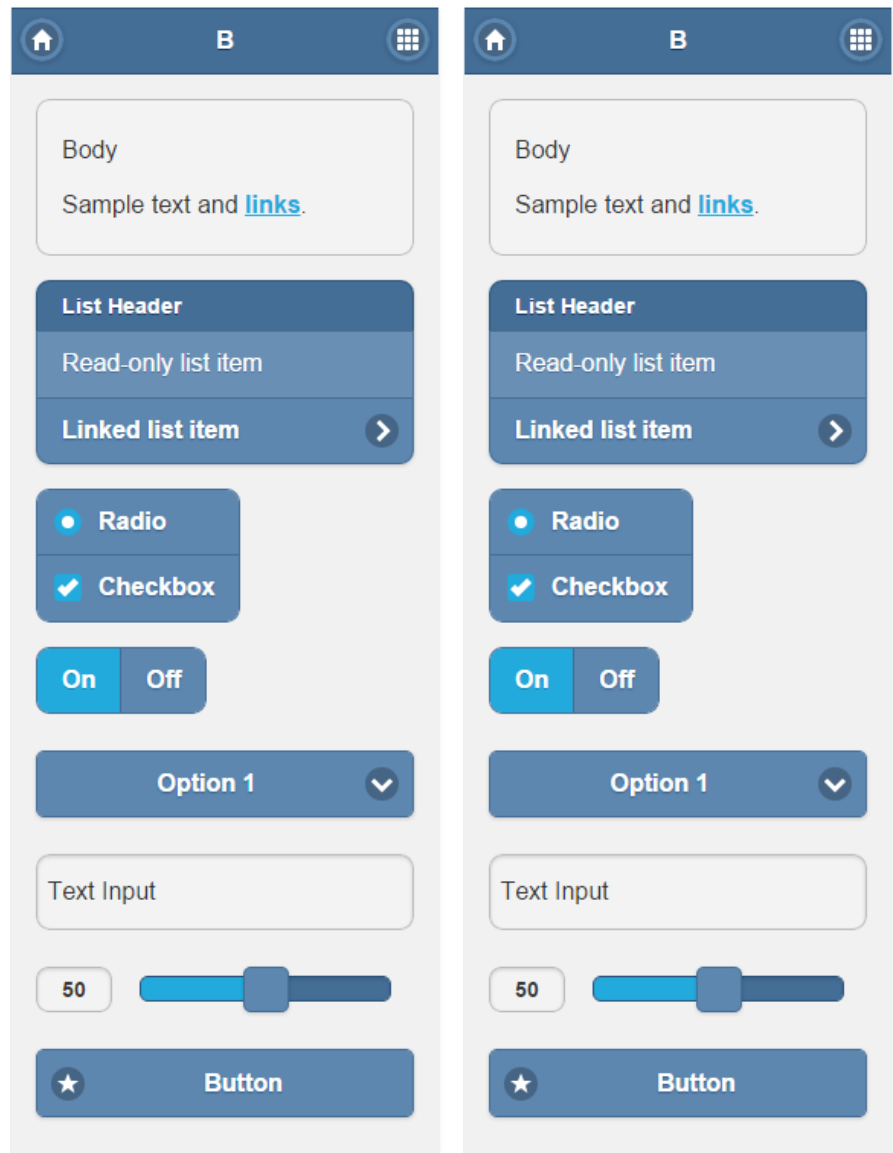 B
Body
Sample text and links.
List Header
Read-only list item
Linked list item
Radio
Checkbox
On Off
Option 1
Text Input
50
Button
B
Body
Sample text and links.
List Header
Read-only list item
Linked list item
Radio
Checkbox
On Off
Option 1
Text Input
50
Button